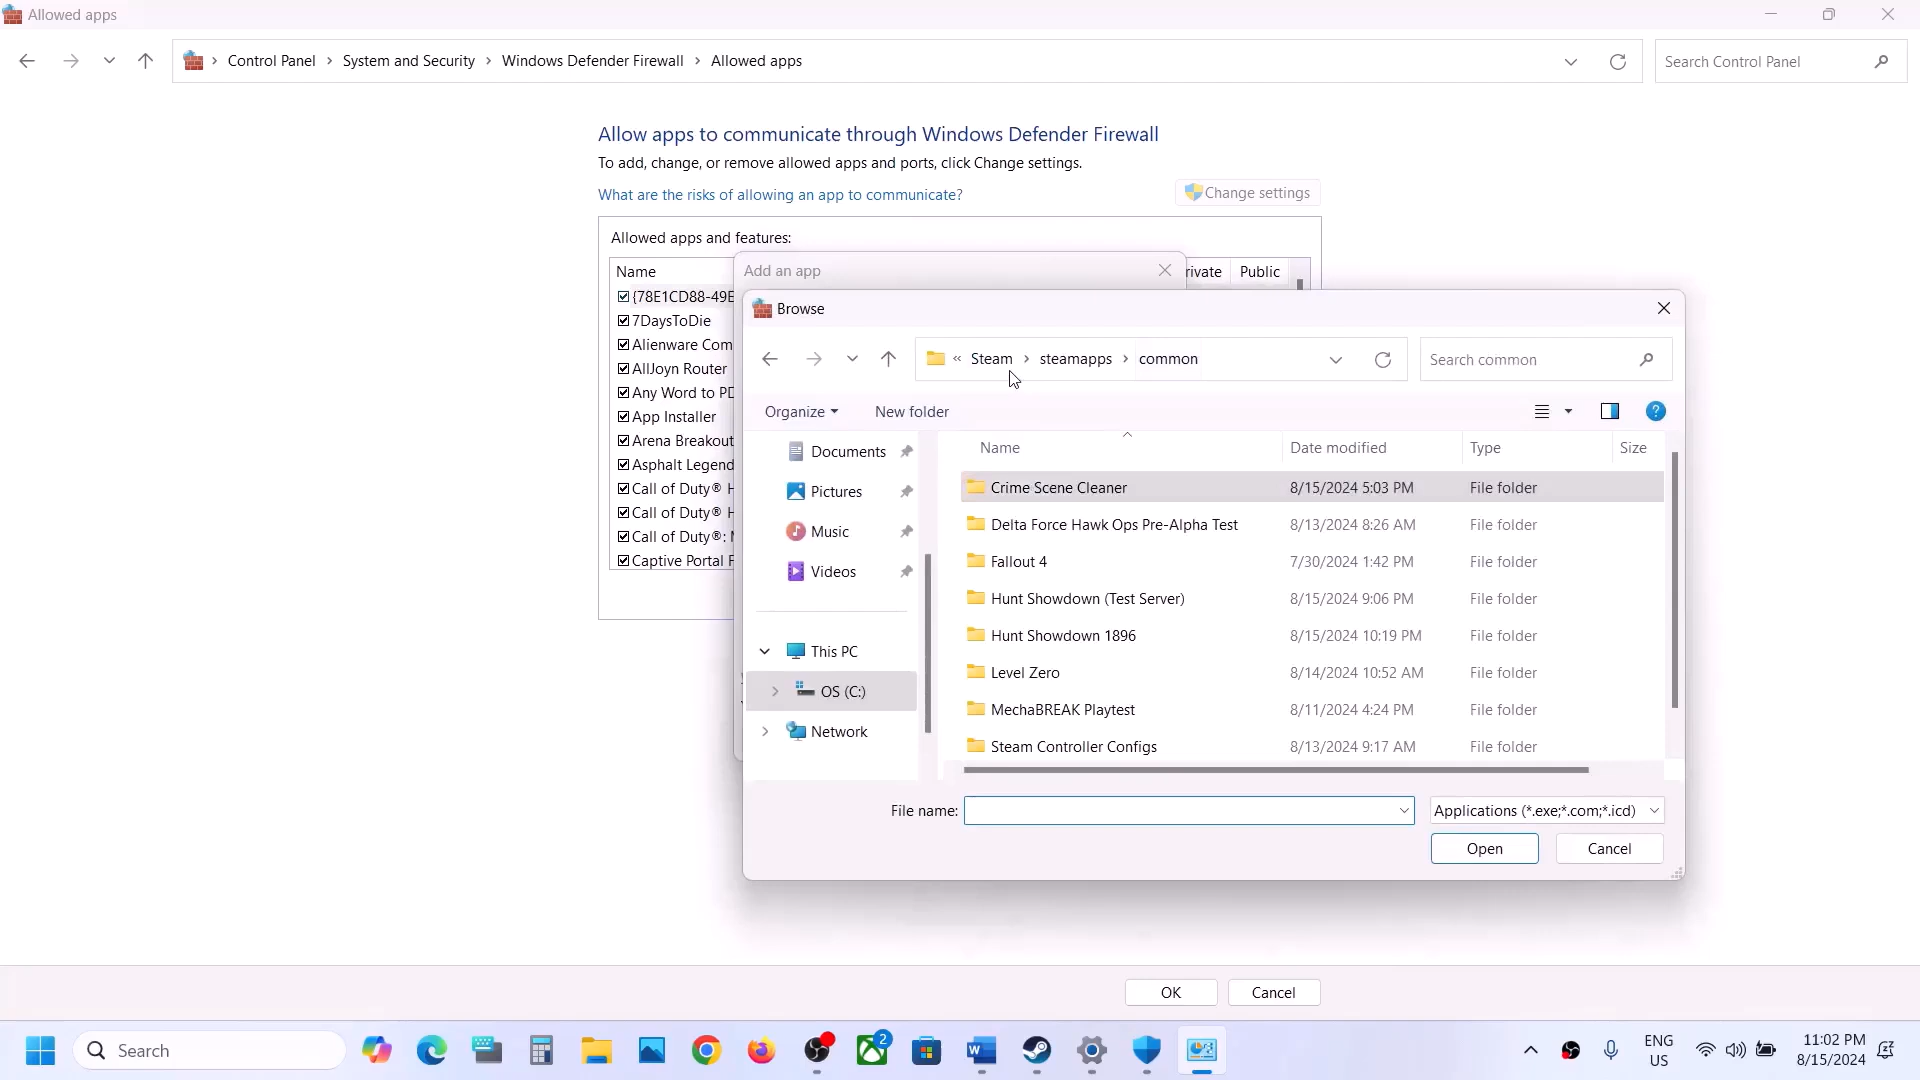 Allowed apps
Control Panel > System and Security > Windows Defender Firewall > Allowed apps
Search Control Panel
Allow apps to communicate through Windows Defender Firewall
To add, change, or remove allowed apps and ports, click Change settings.
What are the risks of allowing an app to communicate?
Change settings
Allowed apps and features:
Name
rivate
Public
{78E1CD88-49E
7DaysToDie
Alienware Com
AllJoyn Router
Any Word to PD
App Installer
Arena Breakout
Asphalt Legend
Call of Duty® H
Call of Duty® H
Call of Duty®:
Captive Portal F
Add an app
Browse
« Steam > steamapps > common
Search common
Organize
New folder
Documents
Pictures
Music
Videos
This PC
OS (C:)
Network
Name Date modified Type Size
Crime Scene Cleaner 8/15/2024 5:03 PM File folder
Delta Force Hawk Ops Pre-Alpha Test 8/13/2024 8:26 AM File folder
Fallout 4 7/30/2024 1:42 PM File folder
Hunt Showdown (Test Server) 8/15/2024 9:06 PM File folder
Hunt Showdown 1896 8/15/2024 10:19 PM File folder
Level Zero 8/14/2024 10:52 AM File folder
MechaBREAK Playtest 8/11/2024 4:24 PM File folder
Steam Controller Configs 8/13/2024 9:17 AM File folder
File name:
Applications (*.exe;*.com;*.icd)
Open
Cancel
OK
Cancel
Search
2
ENG
US
11:02 PM
8/15/2024